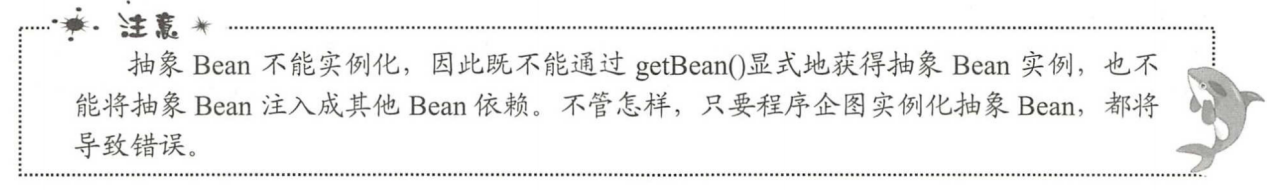 注意
抽象 Bean 不能实例化，因此既不能通过 getBean()显式地获得抽象 Bean 实例，也不
能将抽象 Bean 注入成其他 Bean 依赖。不管怎样，只要程序企图实例化抽象 Bean，都将
导致错误。